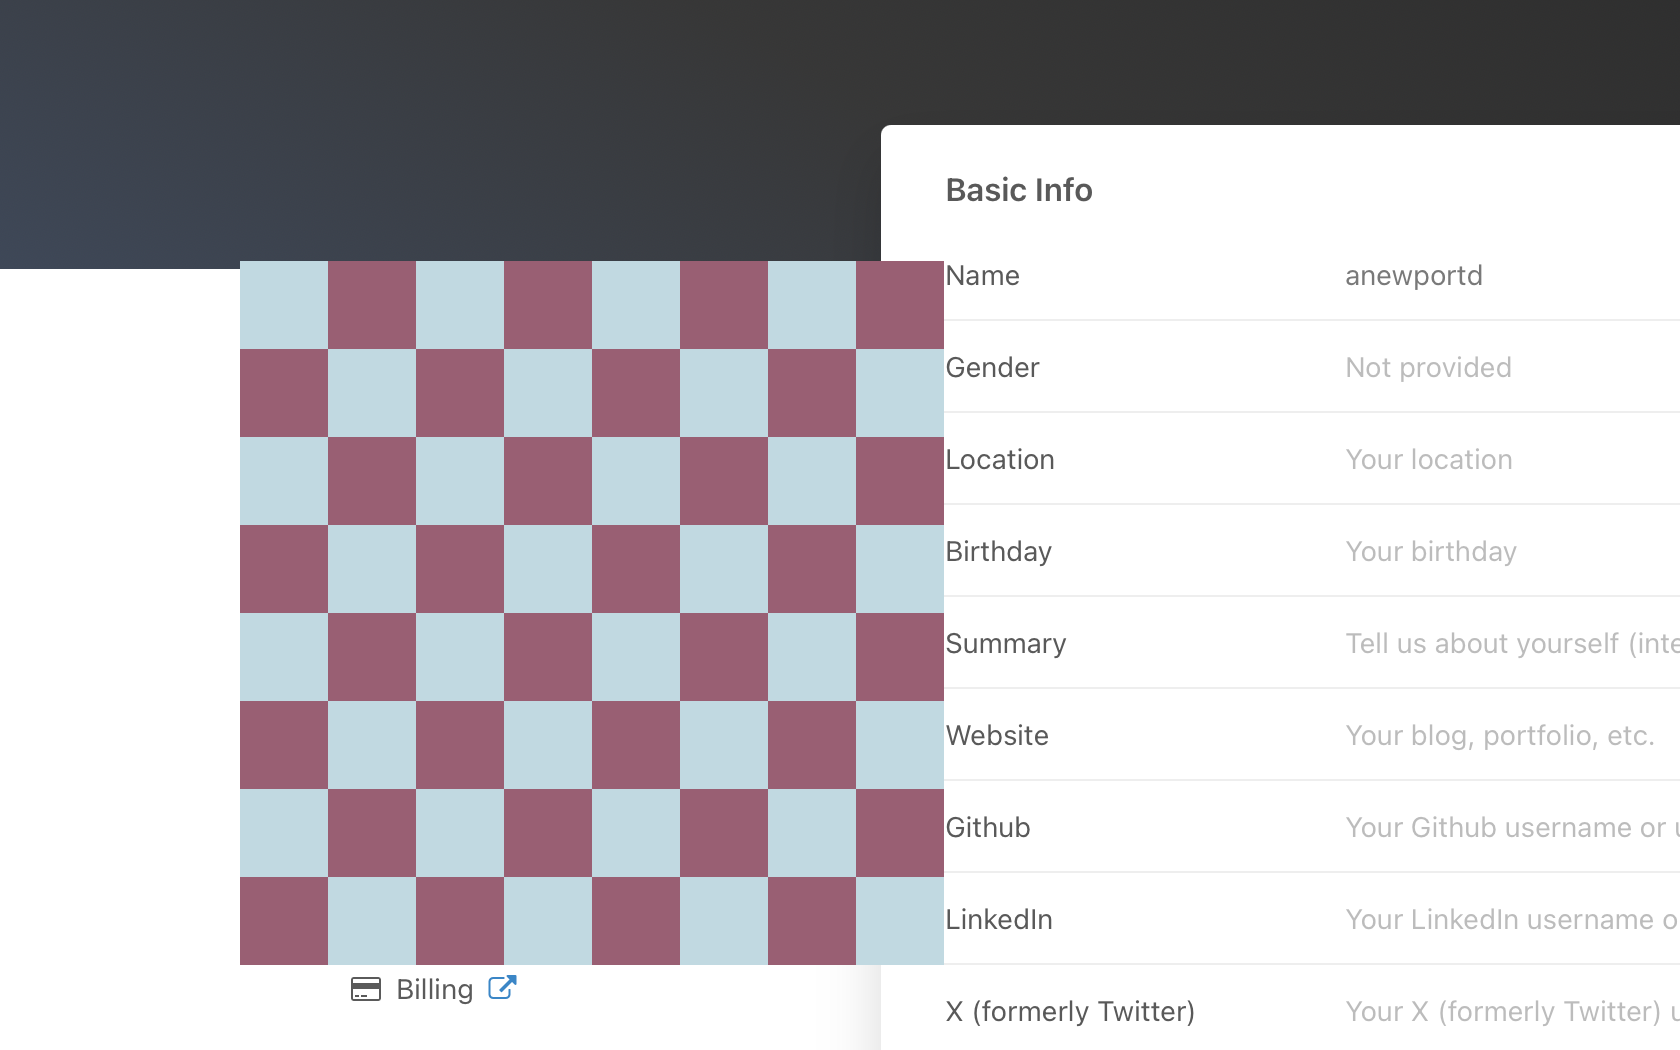 Basic Info
Name anewportd
Gender Not provided
Location Your location
Birthday Your birthday
Summary Tell us about yourself
Website Your blog, portfolio, etc.
Github Your Github username or
LinkedIn Your LinkedIn username
Billing
X (formerly Twitter) Your X (formerly Twitter)